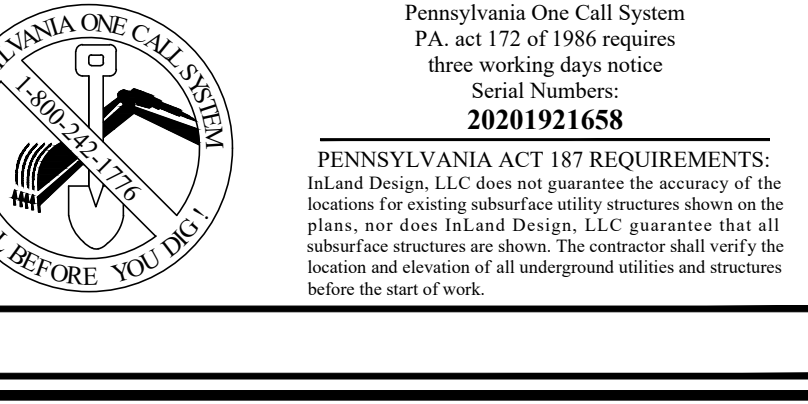 LVANIA ONE CALL SYSTEM
1-800-242-1776
BEFORE YOU DIG!
Pennsylvania One Call System
PA. act 172 of 1986 requires
three working days notice
Serial Numbers:
20201921658
PENNSYLVANIA ACT 187 REQUIREMENTS:
InLand Design, LLC does not guarantee the accuracy of the
locations for existing subsurface utility structures shown on the
plans, nor does InLand Design, LLC guarantee that all
subsurface structures are shown. The contractor shall verify the
location and elevation of all underground utilities and structures
before the start of work.